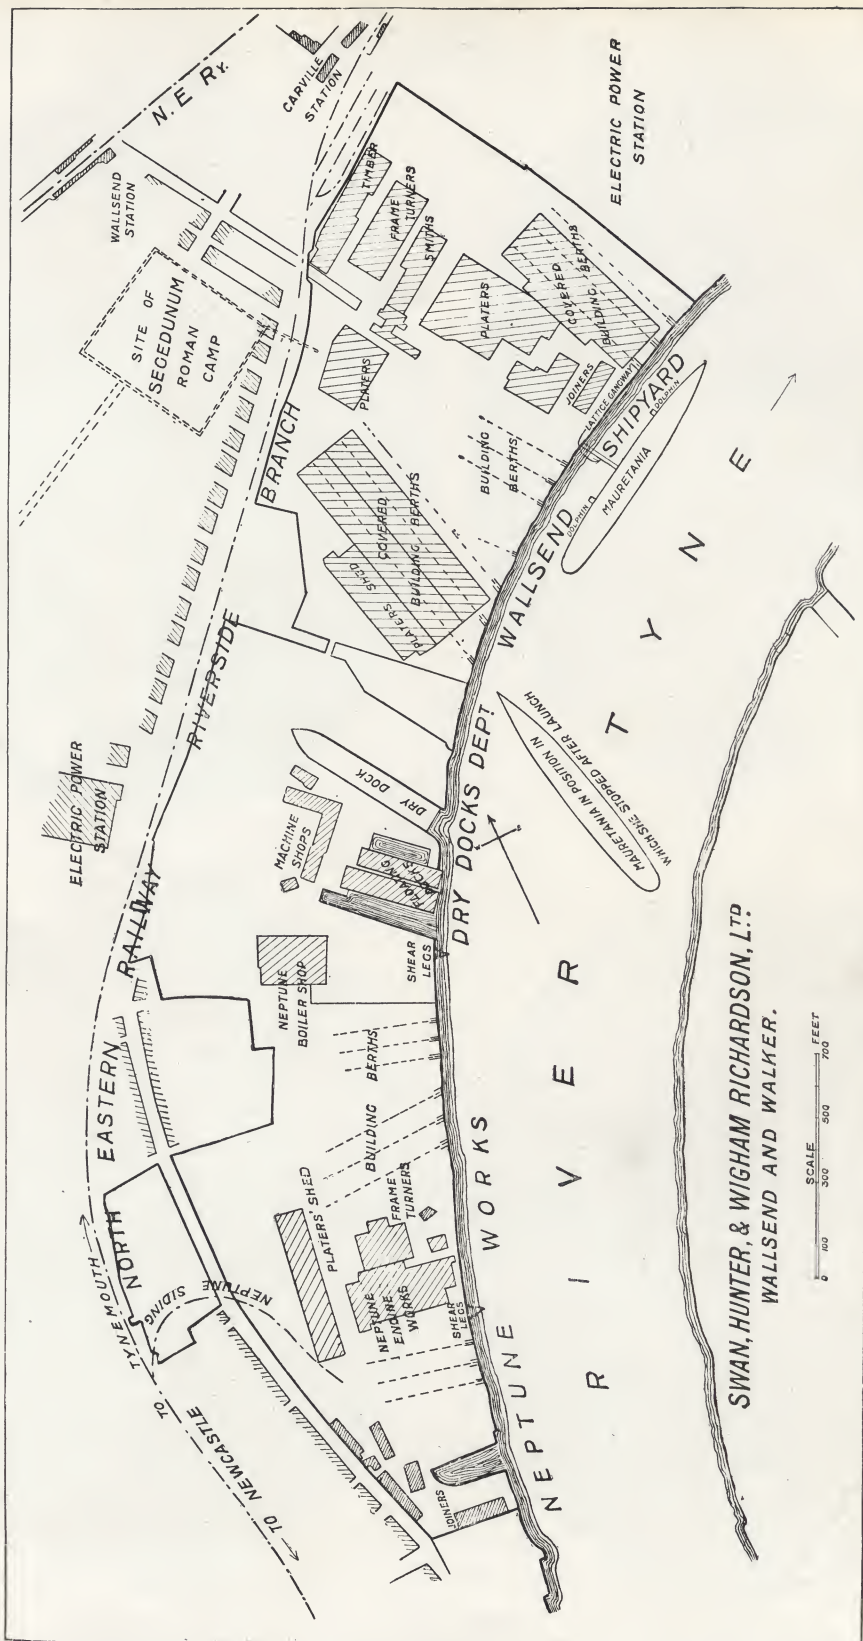 N. E. RY.
CARVILLE
STATION
WALLSEND
STATION
SITE OF
SEGEDUNUM
ROMAN
CAMP
ELECTRIC POWER
STATION
TIMBER
FRAME
TURNERS
SMITHS
PLATERS
COVERED
BUILDING BERTHS
PLATERS
JOINERS
LATTICE GANGWAY
DOLPHIN
MAURETANIA
DOLPHIN
WALLSEND SHIPYARD
BUILDING
BERTHS
COVERED
BUILDING BERTHS
PLATERS SHED
NORTH EASTERN RAILWAY RIVERSIDE BRANCH
ELECTRIC POWER
STATION
DRY DOCK
MACHINE
SHOPS
FLOATING
DOCKS
DRY DOCKS DEPT.
MAURETANIA IN POSITION IN
WHICH SHE STOPPED AFTER LAUNCH
SHEAR
LEGS
NEPTUNE
BOILER SHOP
BUILDING BERTHS
PLATERS' SHED
FRAME
TURNERS
NEPTUNE
ENGINE
WORKS
SHEAR
LEGS
NEPTUNE WORKS
NEPTUNE SIDING
TO TYNEMOUTH
TO NEWCASTLE
JOINERS
RIVER TYNE
SWAN, HUNTER, & WIGHAM RICHARDSON, LTD.
WALLSEND AND WALKER.
SCALE
0 100 300 500 700 FEET